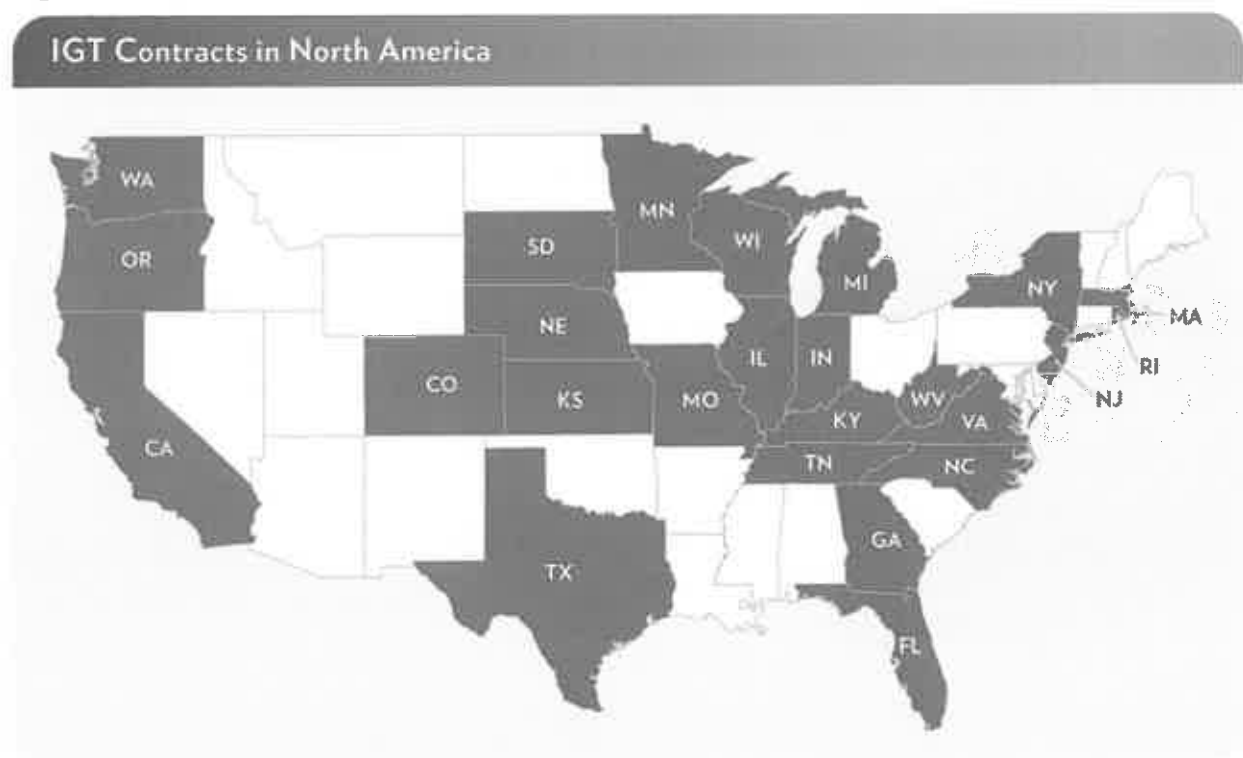 IGT Contracts in North America
WA
MN
OR
SD
WI
MI
NY
MA
NE
RI
CO
IL
IN
KS
MO
WV
NJ
KY
VA
CA
TN
NC
GA
TX
FL